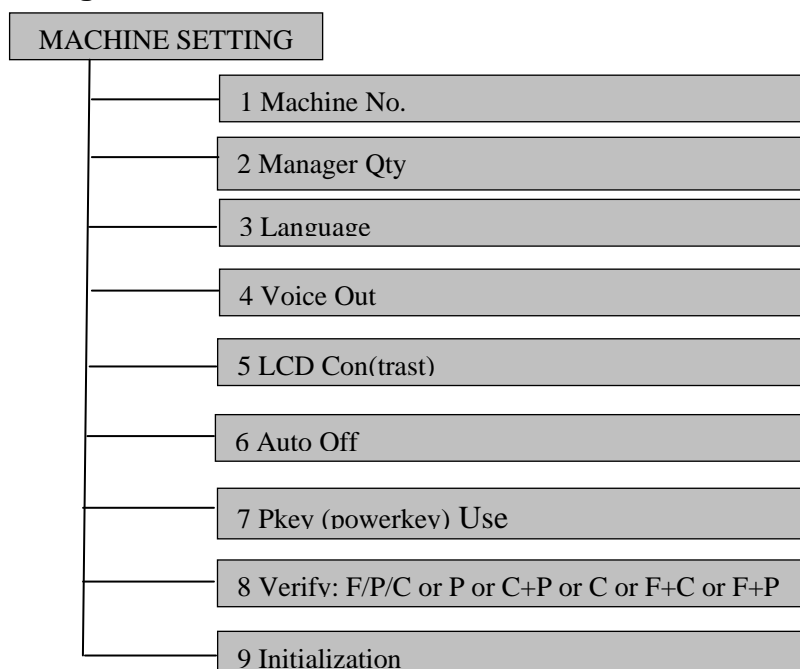 MACHINE SETTING
1 Machine No.
2 Manager Qty
3 Language
4 Voice Out
5 LCD Con(trast)
6 Auto Off
7 Pkey (powerkey) Use
8 Verify: F/P/C or P or C+P or C or F+C or F+P
9 Initialization